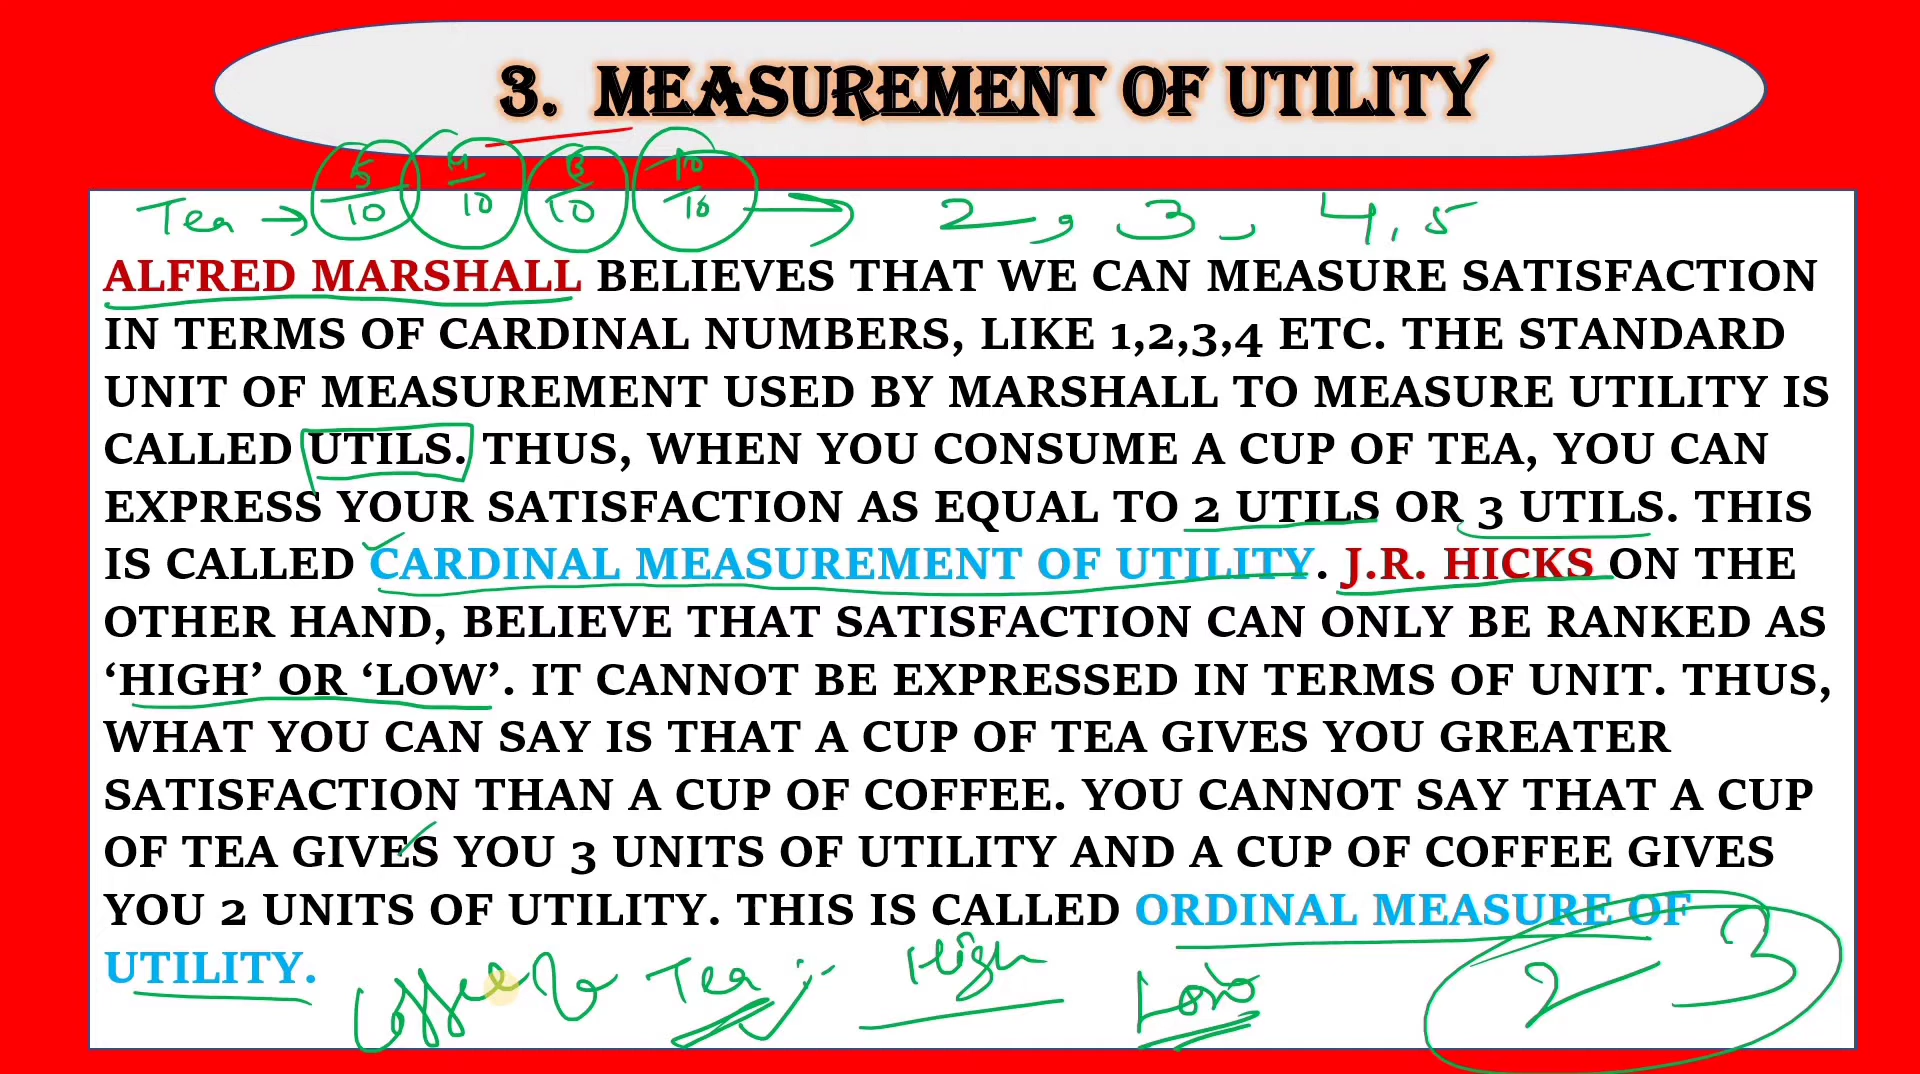 3. MEASUREMENT OF UTILITY
5/10 4/10 8/10 10/10
Tea → → 2, 3, 4, 5
ALFRED MARSHALL BELIEVES THAT WE CAN MEASURE SATISFACTION
IN TERMS OF CARDINAL NUMBERS, LIKE 1,2,3,4 ETC. THE STANDARD
UNIT OF MEASUREMENT USED BY MARSHALL TO MEASURE UTILITY IS
CALLED UTILS. THUS, WHEN YOU CONSUME A CUP OF TEA, YOU CAN
EXPRESS YOUR SATISFACTION AS EQUAL TO 2 UTILS OR 3 UTILS. THIS
IS CALLED CARDINAL MEASUREMENT OF UTILITY. J.R. HICKS ON THE
OTHER HAND, BELIEVE THAT SATISFACTION CAN ONLY BE RANKED AS
‘HIGH’ OR ‘LOW’. IT CANNOT BE EXPRESSED IN TERMS OF UNIT. THUS,
WHAT YOU CAN SAY IS THAT A CUP OF TEA GIVES YOU GREATER
SATISFACTION THAN A CUP OF COFFEE. YOU CANNOT SAY THAT A CUP
OF TEA GIVES YOU 3 UNITS OF UTILITY AND A CUP OF COFFEE GIVES
YOU 2 UNITS OF UTILITY. THIS IS CALLED ORDINAL MEASURE OF
UTILITY.
Coffee Tea High Low 2 3